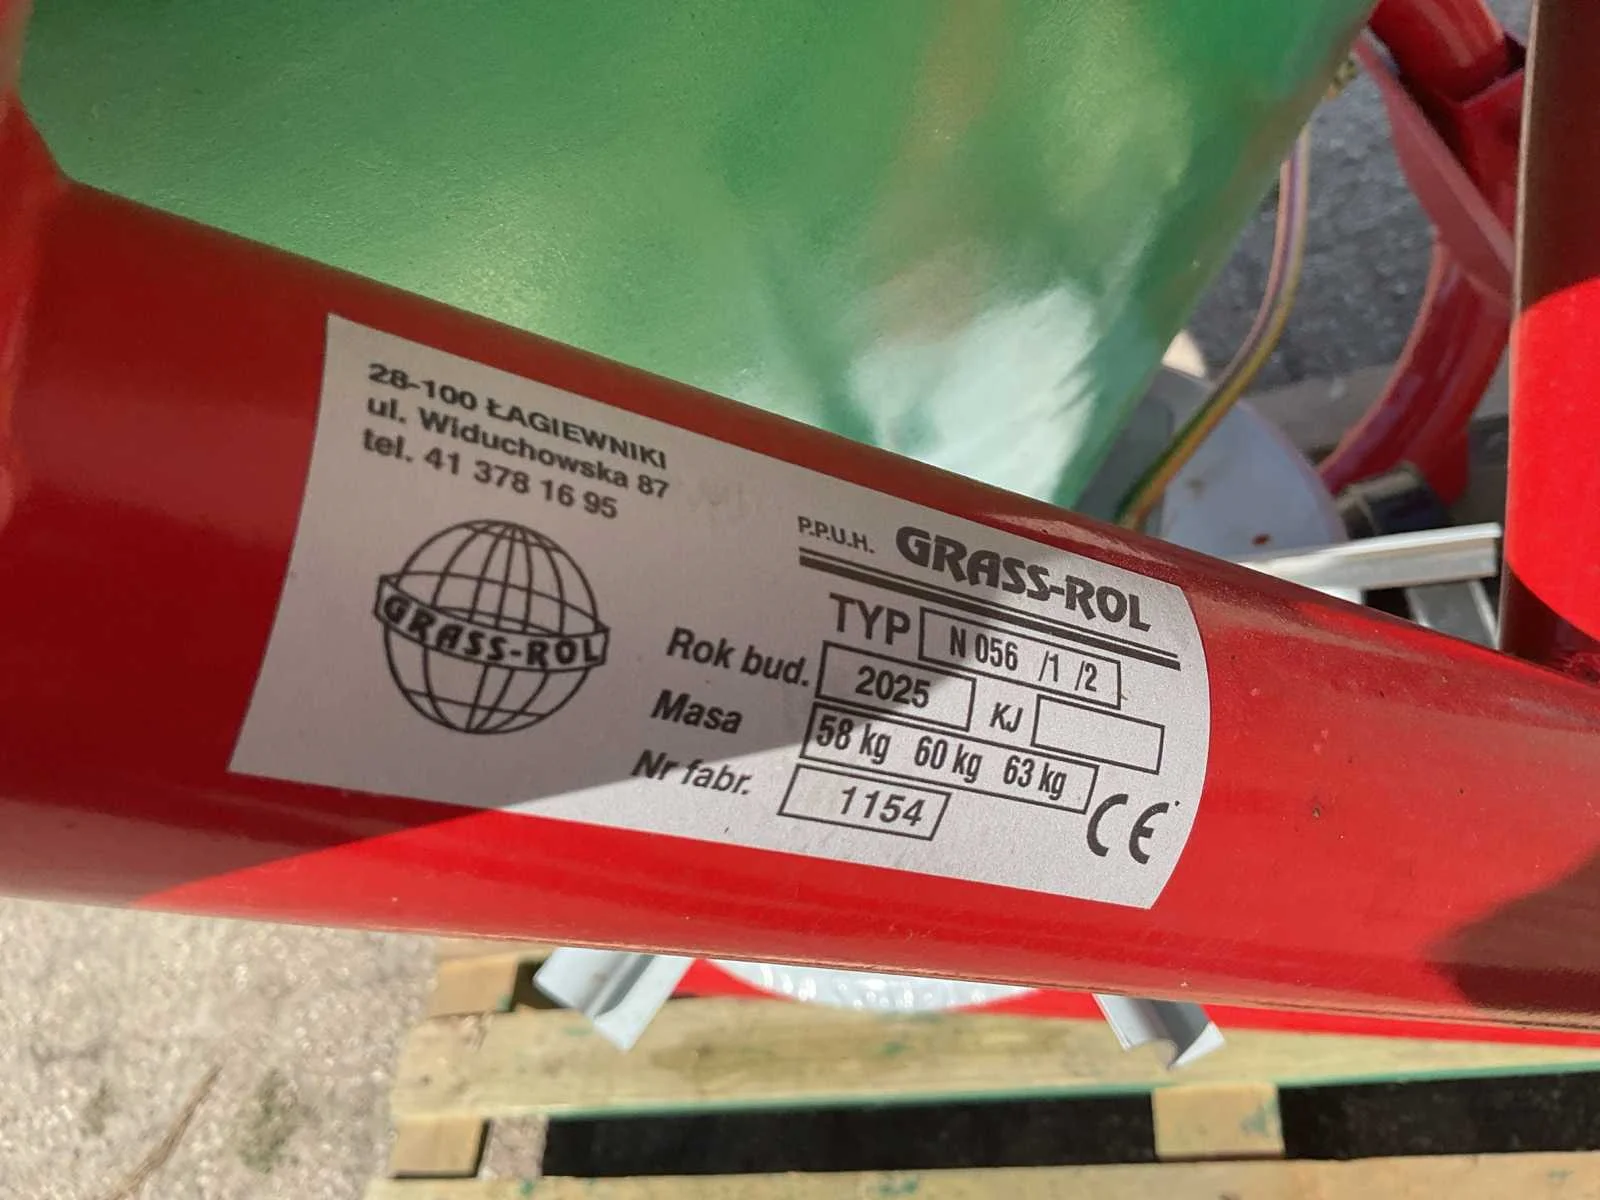 28-100 ŁAGIEWNIKI
ul. Widuchowska 87
tel. 41 378 16 95
GRASS-ROL
P.P.U.H. GRASS-ROL
TYP N 056 /1 /2
Rok bud. 2025 KJ
Masa 58 kg 60 kg 63 kg
Nr fabr. 1154
CE